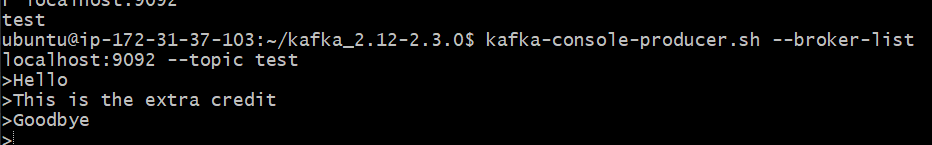 localhost:9092
test
ubuntu@ip-172-31-37-103:~/kafka_2.12-2.3.0$ kafka-console-producer.sh --broker-list
localhost:9092 --topic test
>Hello
>This is the extra credit
>Goodbye
>